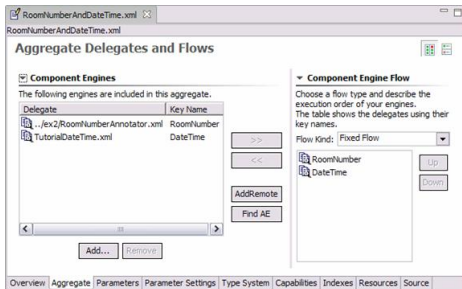 RoomNumberAndDateTime.xml
RoomNumberAndDateTime.xml
Aggregate Delegates and Flows
Component Engines
The following engines are included in this aggregate.
Delegate Key Name
../ex2/RoomNumberAnnotator.xml RoomNumber
TutorialDateTime.xml DateTime
>>
<<
AddRemote
Find AE
Add... Remove
Component Engine Flow
Choose a flow type and describe the
execution order of your engines.
The table shows the delegates using their
key names.
Flow Kind: Fixed Flow
RoomNumber
DateTime
Up
Down
Overview Aggregate Parameters Parameter Settings Type System Capabilities Indexes Resources Source